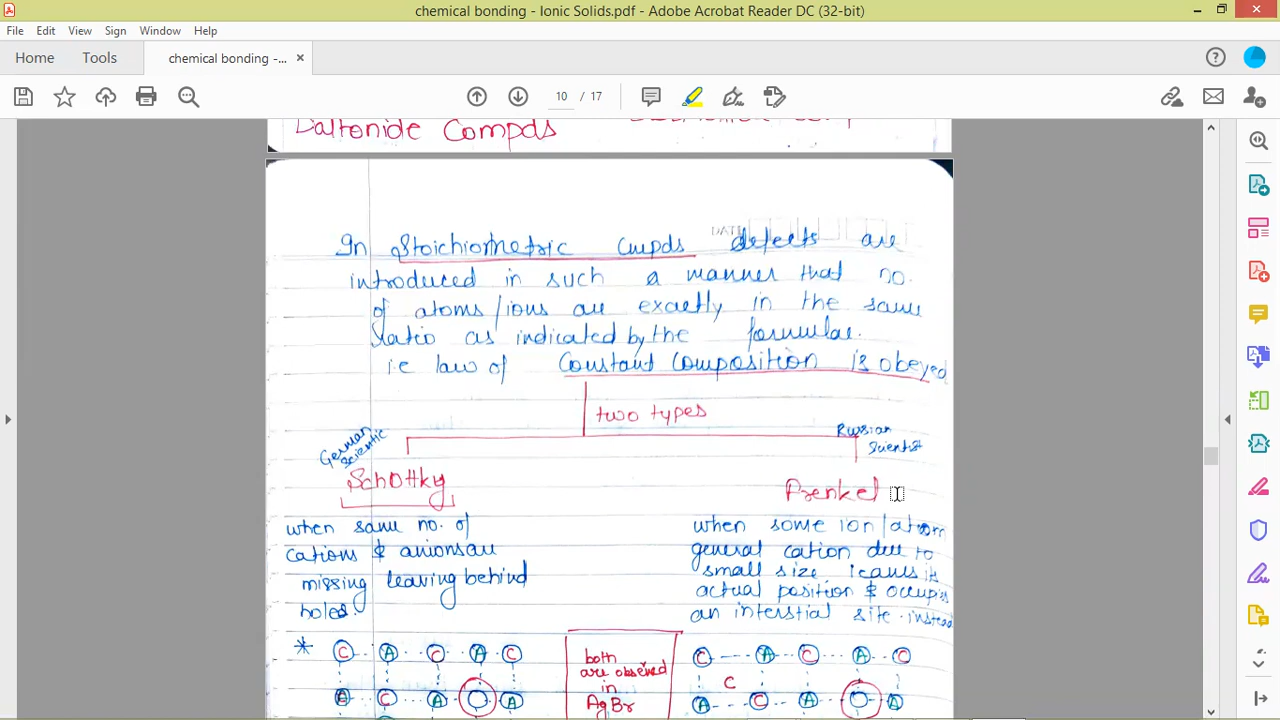 chemical bonding - Ionic Solids.pdf - Adobe Acrobat Reader DC (32-bit)
File Edit View Sign Window Help
Home Tools chemical bonding -... ×
10 / 17
Daltonide Compds
DATE
In Stoichiometric Cmpds defects are
introduced in such a manner that no.
of atoms/ions are exactly in the same
ratio as indicated by the formulae.
i.e law of Constant composition is obeyed
two types
German Scientic
Russian Scientist
Schottky
Frenkel
when same no. of
cations & anions are
missing leaving behind
holes.
when some ion/atom
general cation due to
small size leaves its
actual position & occupies
an interstial site instead
* C A C A C
A C A A
both
are observed
in
AgBr
C A C A C
C
A C A A